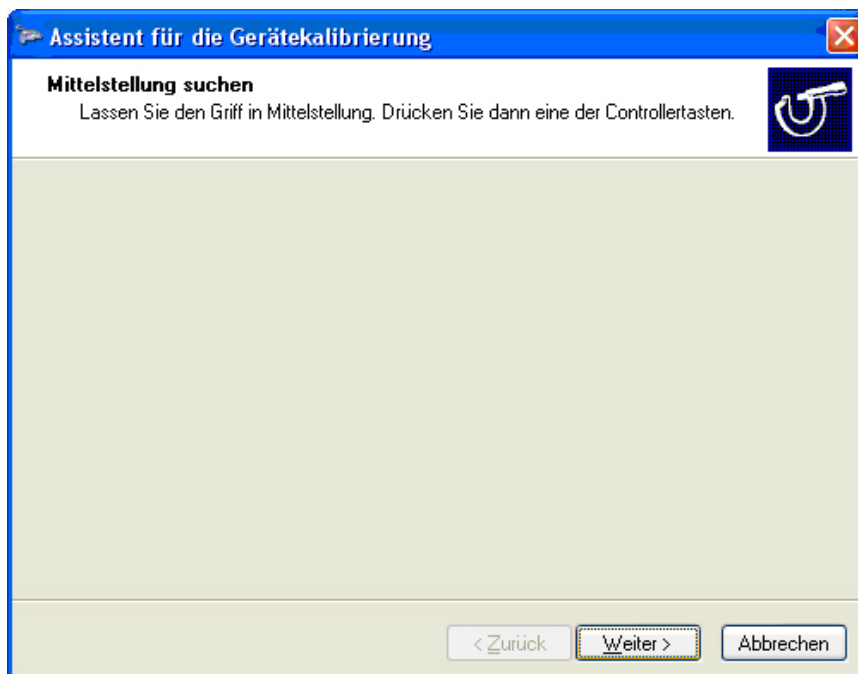 Assistent für die Gerätekalibrierung
Mittelstellung suchen
Lassen Sie den Griff in Mittelstellung. Drücken Sie dann eine der Controllertasten.
< Zurück Weiter > Abbrechen